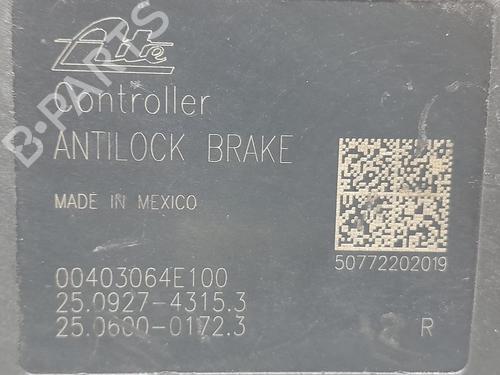 Ate
Controller
ANTILOCK BRAKE
MADE IN MEXICO
50772202019
00403064E100
25.0927-4315.3
25.0600-0172.3
R
B-PARTS